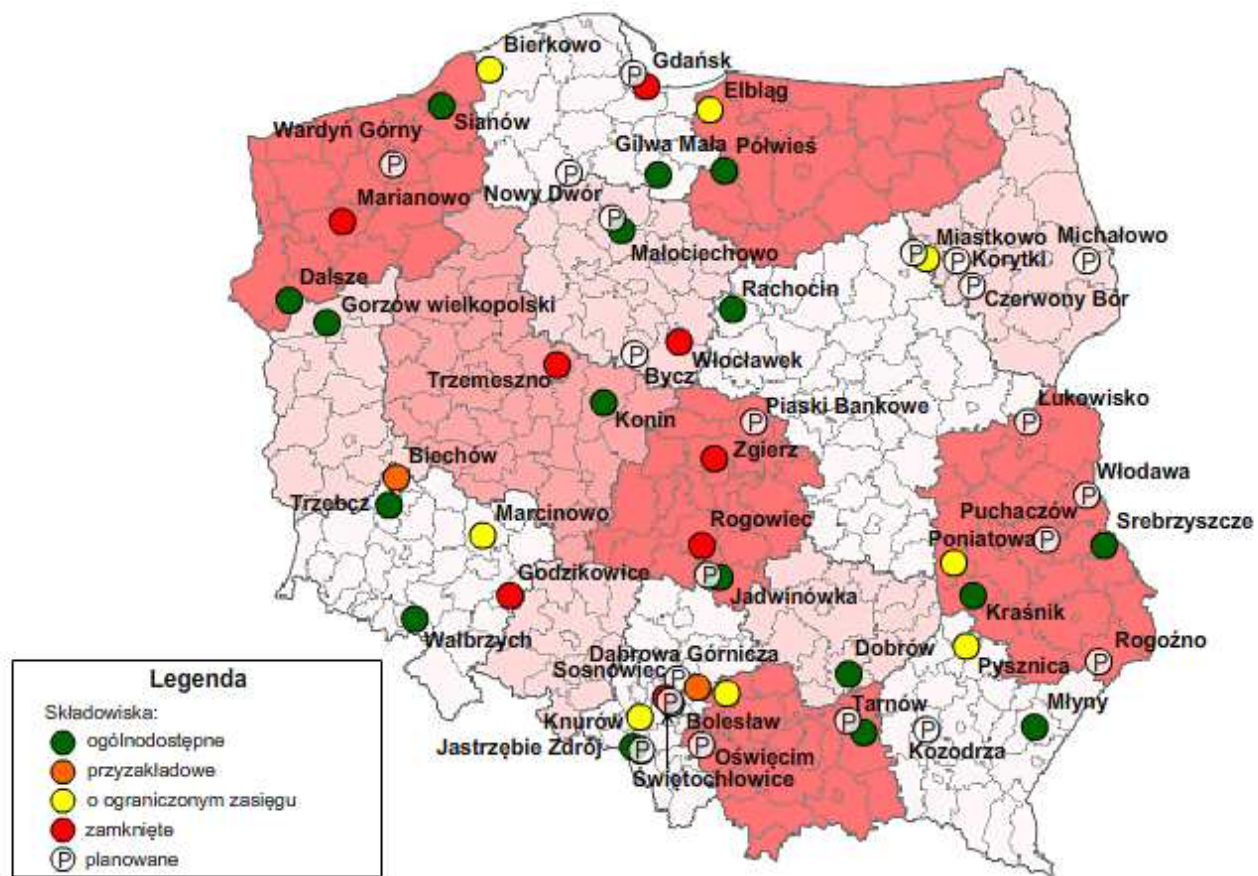 Bierkowo
Gdańsk
Elbląg
Sianów
Wardyń Górny
Gilwa Mała
Półwieś
Marianowo
Nowy Dwór
Małociechowo
Miastkowo
Michałowo
Korytki
Czerwony Bór
Dalsze
Gorzów wielkopolski
Rachocin
Włocławek
Trzemeszno
Bycz
Konin
Piaski Bankowe
Łukowisko
Zgierz
Biechów
Włodawa
Trzebcz
Marcinowo
Rogowiec
Puchaczów
Srebrzyszcze
Poniatowa
Godzikowice
Jadwinówka
Kraśnik
Wałbrzych
Dąbrowa Górnicza
Dobrów
Rogoźno
Sosnowiec
Pysznica
Tarnów
Młyny
Knurów
Bolesław
Kozodrza
Jastrzębie Zdrój
Oświęcim
Świętochłowice
Legenda
Składowiska:
ogólnodostępne
przyzakładowe
o ograniczonym zasięgu
zamknięte
P planowane